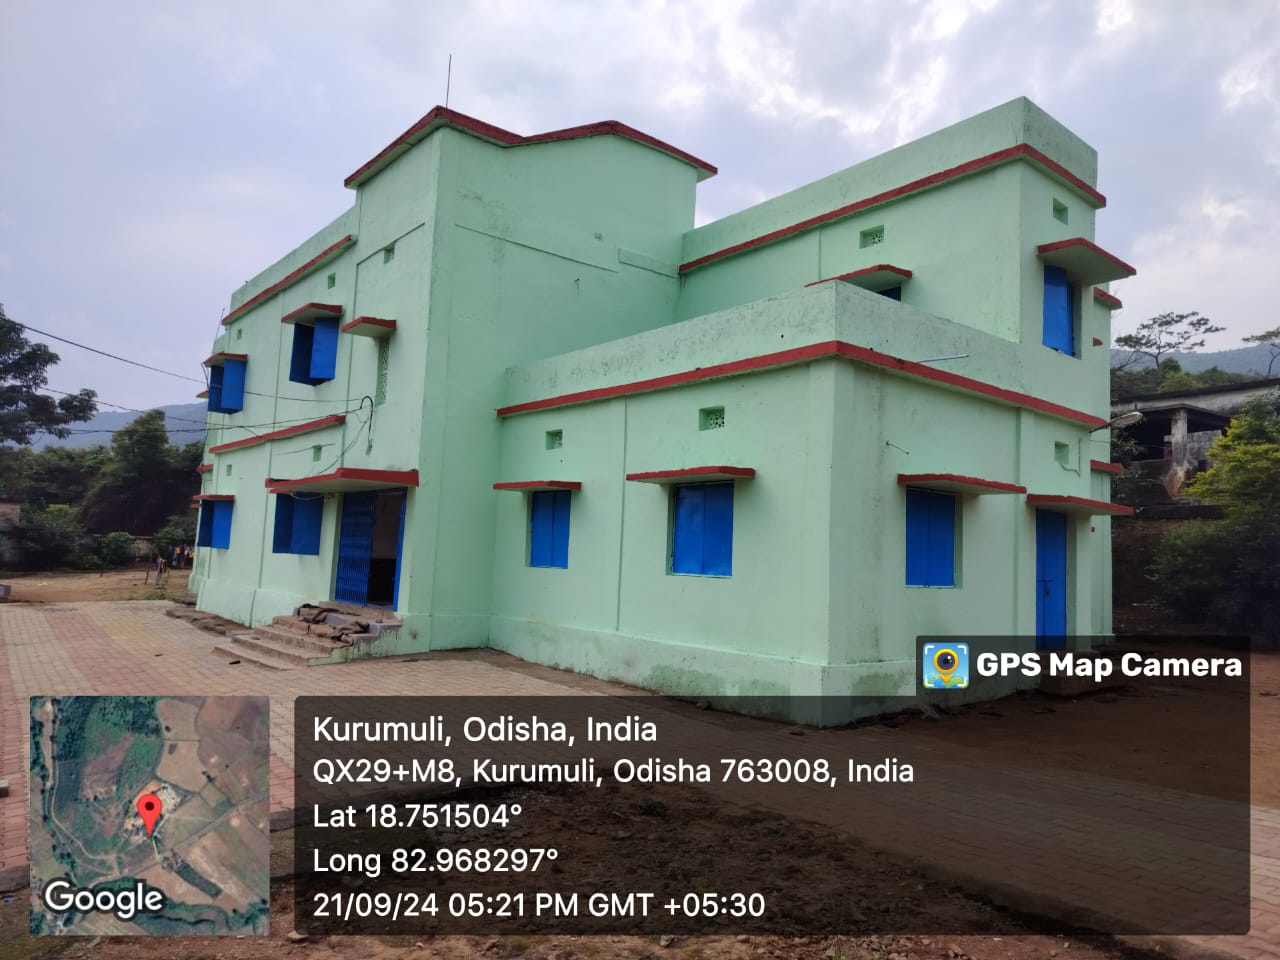 GPS Map Camera
Kurumuli, Odisha, India
QX29+M8, Kurumuli, Odisha 763008, India
Lat 18.751504°
Long 82.968297°
21/09/24 05:21 PM GMT +05:30
Google